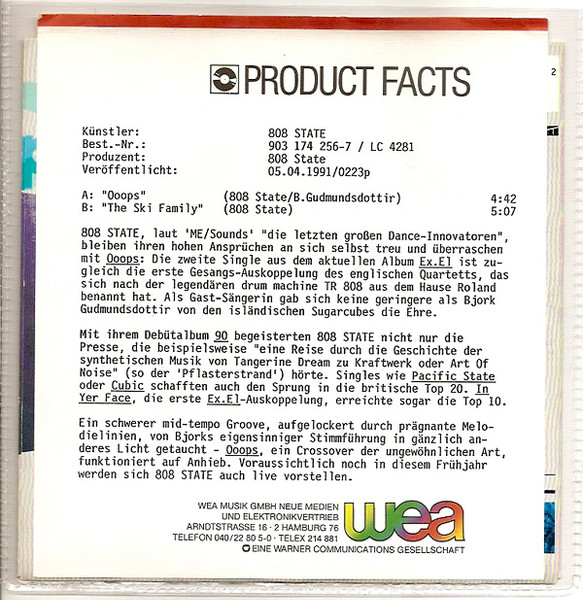 PRODUCT FACTS
2
Künstler: 808 STATE
Best.-Nr.: 903 174 256-7 / LC 4281
Produzent: 808 State
Veröffentlicht: 05.04.1991/0223p
A: "Ooops" (808 State/B.Gudmundsdottir) 4:42
B: "The Ski Family" (808 State) 5:07
808 STATE, laut 'ME/Sounds' "die letzten großen Dance-Innovatoren",
bleiben ihren hohen Ansprüchen an sich selbst treu und überraschen
mit Ooops: Die zweite Single aus dem aktuellen Album Ex.El ist zu-
gleich die erste Gesangs-Auskoppelung des englischen Quartetts, das
sich nach der legendären drum machine TR 808 aus dem Hause Roland
benannt hat. Als Gast-Sängerin gab sich keine geringere als Bjork
Gudmundsdottir von den isländischen Sugarcubes die Ehre.
Mit ihrem Debütalbum 90 begeisterten 808 STATE nicht nur die
Presse, die beispielsweise "eine Reise durch die Geschichte der
synthetischen Musik von Tangerine Dream zu Kraftwerk oder Art Of
Noise" (so der 'Pflasterstrand') hörte. Singles wie Pacific State
oder Cubic schafften auch den Sprung in die britische Top 20. In
Yer Face, die erste Ex.El-Auskoppelung, erreichte sogar die Top 10.
Ein schwerer mid-tempo Groove, aufgelockert durch prägnante Melo-
dielinien, von Bjorks eigensinniger Stimmführung in gänzlich an-
deres Licht getaucht - Ooops, ein Crossover der ungewöhnlichen Art,
funktioniert auf Anhieb. Voraussichtlich noch in diesem Frühjahr
werden sich 808 STATE auch live vorstellen.
WEA MUSIK GMBH NEUE MEDIEN
UND ELEKTRONIKVERTRIEB
ARNDTSTRASSE 16 · 2 HAMBURG 76
TELEFON 040/22 80 5-0 · TELEX 214 881
EINE WARNER COMMUNICATIONS GESELLSCHAFT
wea